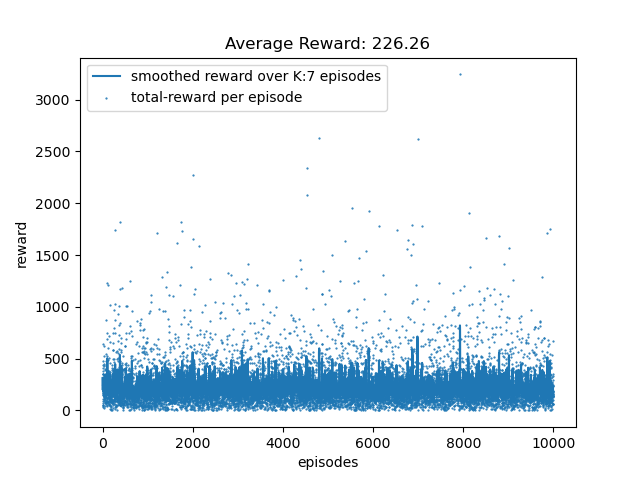 Average Reward: 226.26
smoothed reward over K:7 episodes
total-reward per episode
3000
2500
2000
1500
1000
500
0
reward
0 2000 4000 6000 8000 10000
episodes